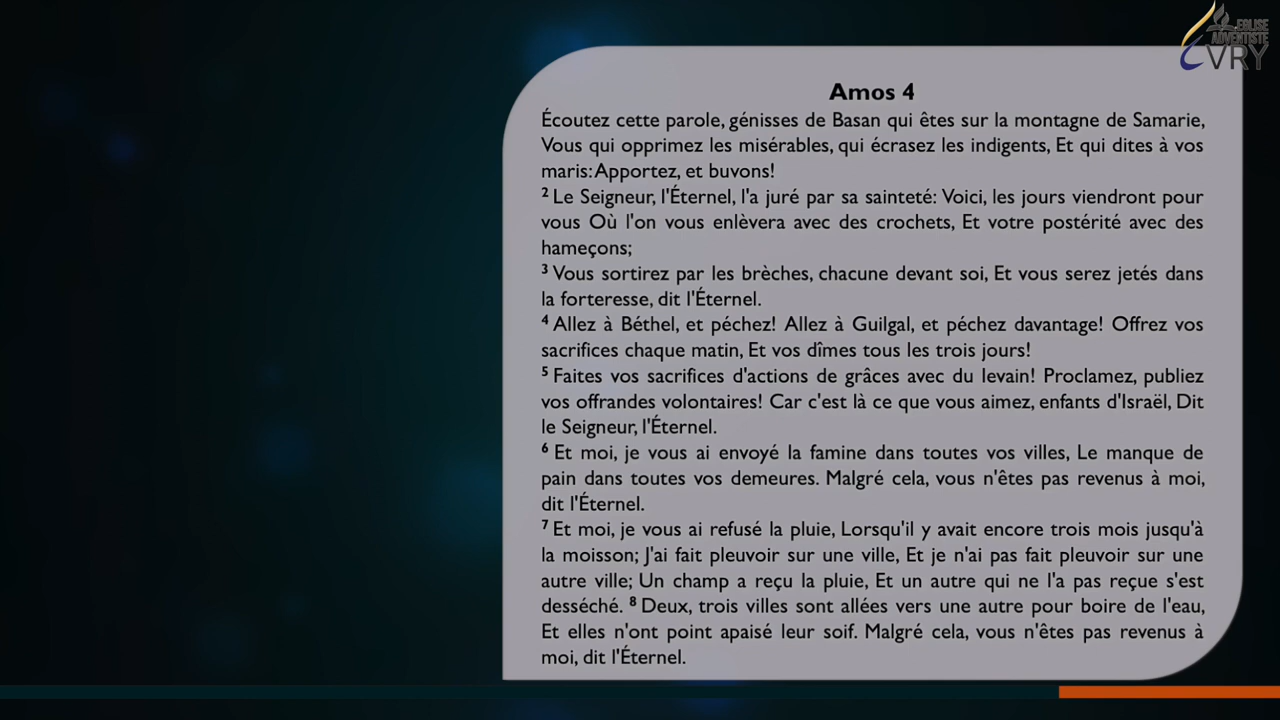 EGLISE
ADVENTISTE
VRY
Amos 4
Écoutez cette parole, génisses de Basan qui êtes sur la montagne de Samarie,
Vous qui opprimez les misérables, qui écrasez les indigents, Et qui dites à vos
maris: Apportez, et buvons!
2 Le Seigneur, l'Éternel, l'a juré par sa sainteté: Voici, les jours viendront pour
vous Où l'on vous enlèvera avec des crochets, Et votre postérité avec des
hameçons;
3 Vous sortirez par les brèches, chacune devant soi, Et vous serez jetés dans
la forteresse, dit l'Éternel.
4 Allez à Béthel, et péchez! Allez à Guilgal, et péchez davantage! Offrez vos
sacrifices chaque matin, Et vos dîmes tous les trois jours!
5 Faites vos sacrifices d'actions de grâces avec du levain! Proclamez, publiez
vos offrandes volontaires! Car c'est là ce que vous aimez, enfants d'Israël, Dit
le Seigneur, l'Éternel.
6 Et moi, je vous ai envoyé la famine dans toutes vos villes, Le manque de
pain dans toutes vos demeures. Malgré cela, vous n'êtes pas revenus à moi,
dit l'Éternel.
7 Et moi, je vous ai refusé la pluie, Lorsqu'il y avait encore trois mois jusqu'à
la moisson; J'ai fait pleuvoir sur une ville, Et je n'ai pas fait pleuvoir sur une
autre ville; Un champ a reçu la pluie, Et un autre qui ne l'a pas reçue s'est
desséché. 8 Deux, trois villes sont allées vers une autre pour boire de l'eau,
Et elles n'ont point apaisé leur soif. Malgré cela, vous n'êtes pas revenus à
moi, dit l'Éternel.